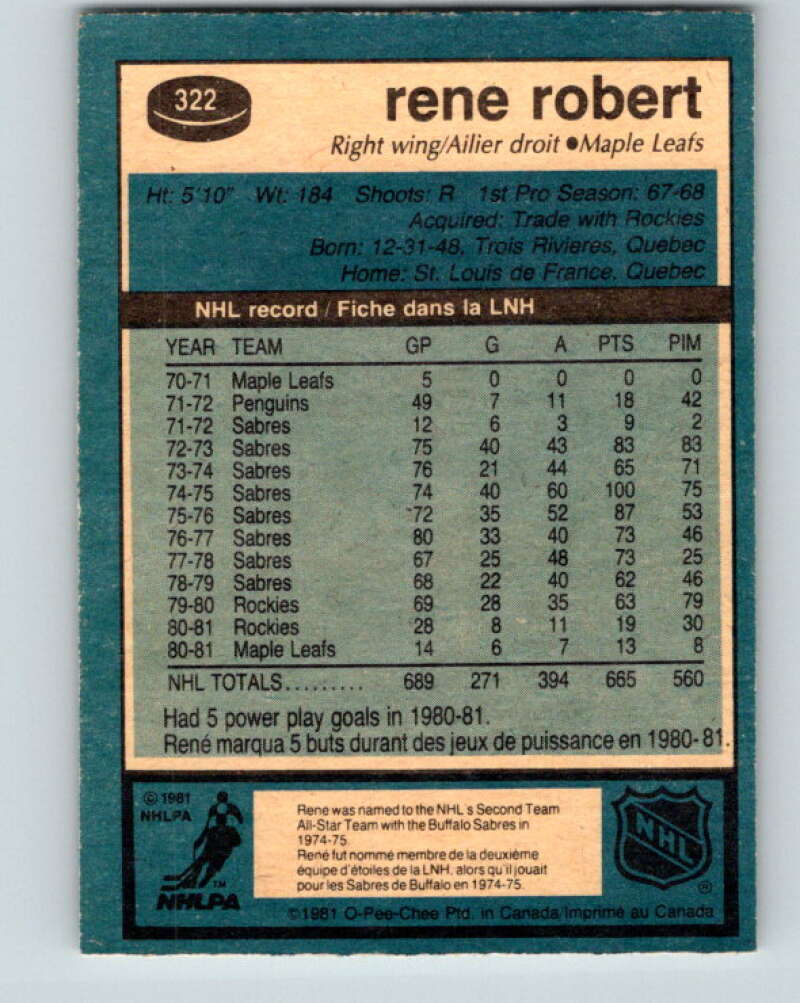 322
rene robert
Right wing/Ailier droit ●Maple Leafs
Ht: 5'10" Wt: 184 Shoots: R 1st Pro Season: 67-68
Acquired: Trade with Rockies
Born: 12-31-48, Trois Rivieres, Quebec
Home: St. Louis de France, Quebec
NHL record / Fiche dans la LNH
YEAR TEAM GP G A PTS PIM
70-71 Maple Leafs 5 0 0 0 0
71-72 Penguins 49 7 11 18 42
71-72 Sabres 12 6 3 9 2
72-73 Sabres 75 40 43 83 83
73-74 Sabres 76 21 44 65 71
74-75 Sabres 74 40 60 100 75
75-76 Sabres 72 35 52 87 53
76-77 Sabres 80 33 40 73 46
77-78 Sabres 67 25 48 73 25
78-79 Sabres 68 22 40 62 46
79-80 Rockies 69 28 35 63 79
80-81 Rockies 28 8 11 19 30
80-81 Maple Leafs 14 6 7 13 8
NHL TOTALS......... 689 271 394 665 560
Had 5 power play goals in 1980-81.
René marqua 5 buts durant des jeux de puissance en 1980-81.
© 1981
NHLPA
TM
NHLPA
Rene was named to the NHL's Second Team
All-Star Team with the Buffalo Sabres in
1974-75.
René fut nommé membre de la deuxième
équipe d'étoiles de la LNH, alors qu'il jouait
pour les Sabres de Buffalo en 1974-75.
NHL
®
©1981 O-Pee-Chee Ptd. in Canada/Imprimé au Canada